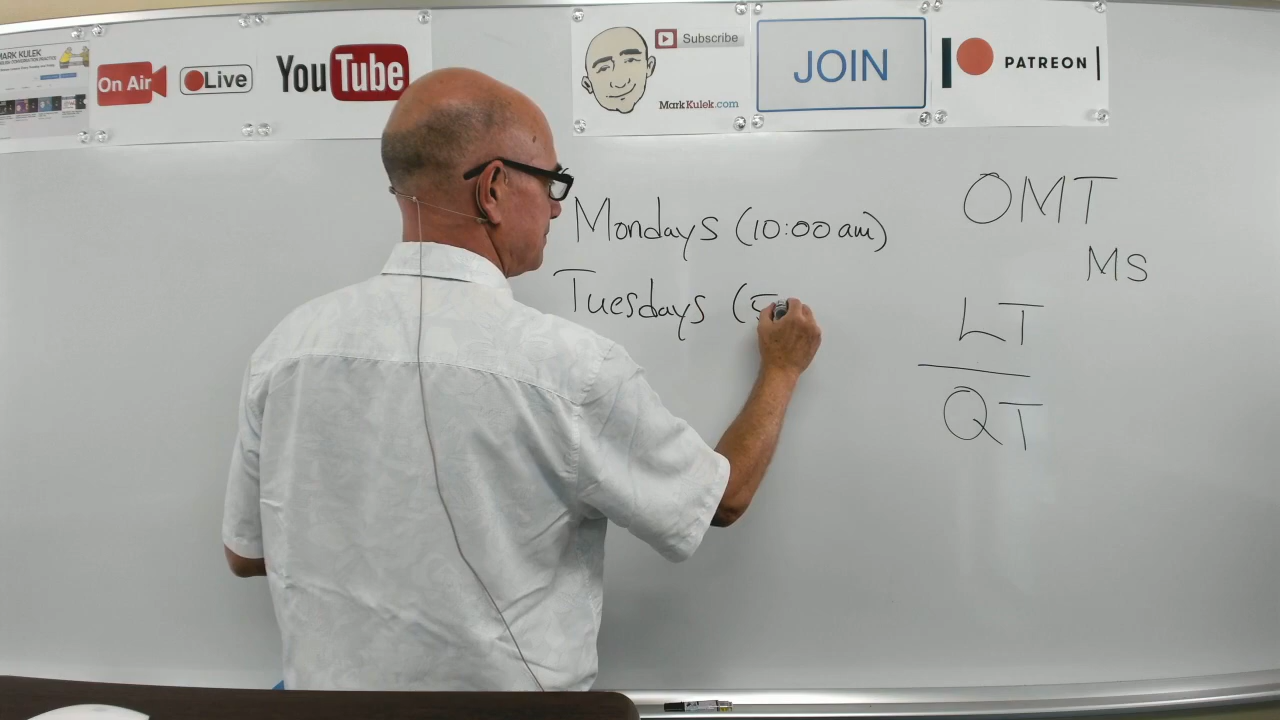 MARK KULEK
On Air
Live
YouTube
Subscribe
MarkKulek.com
JOIN
PATREON
Mondays (10:00 am)
Tuesdays (5
OMT
MS
LT
QT